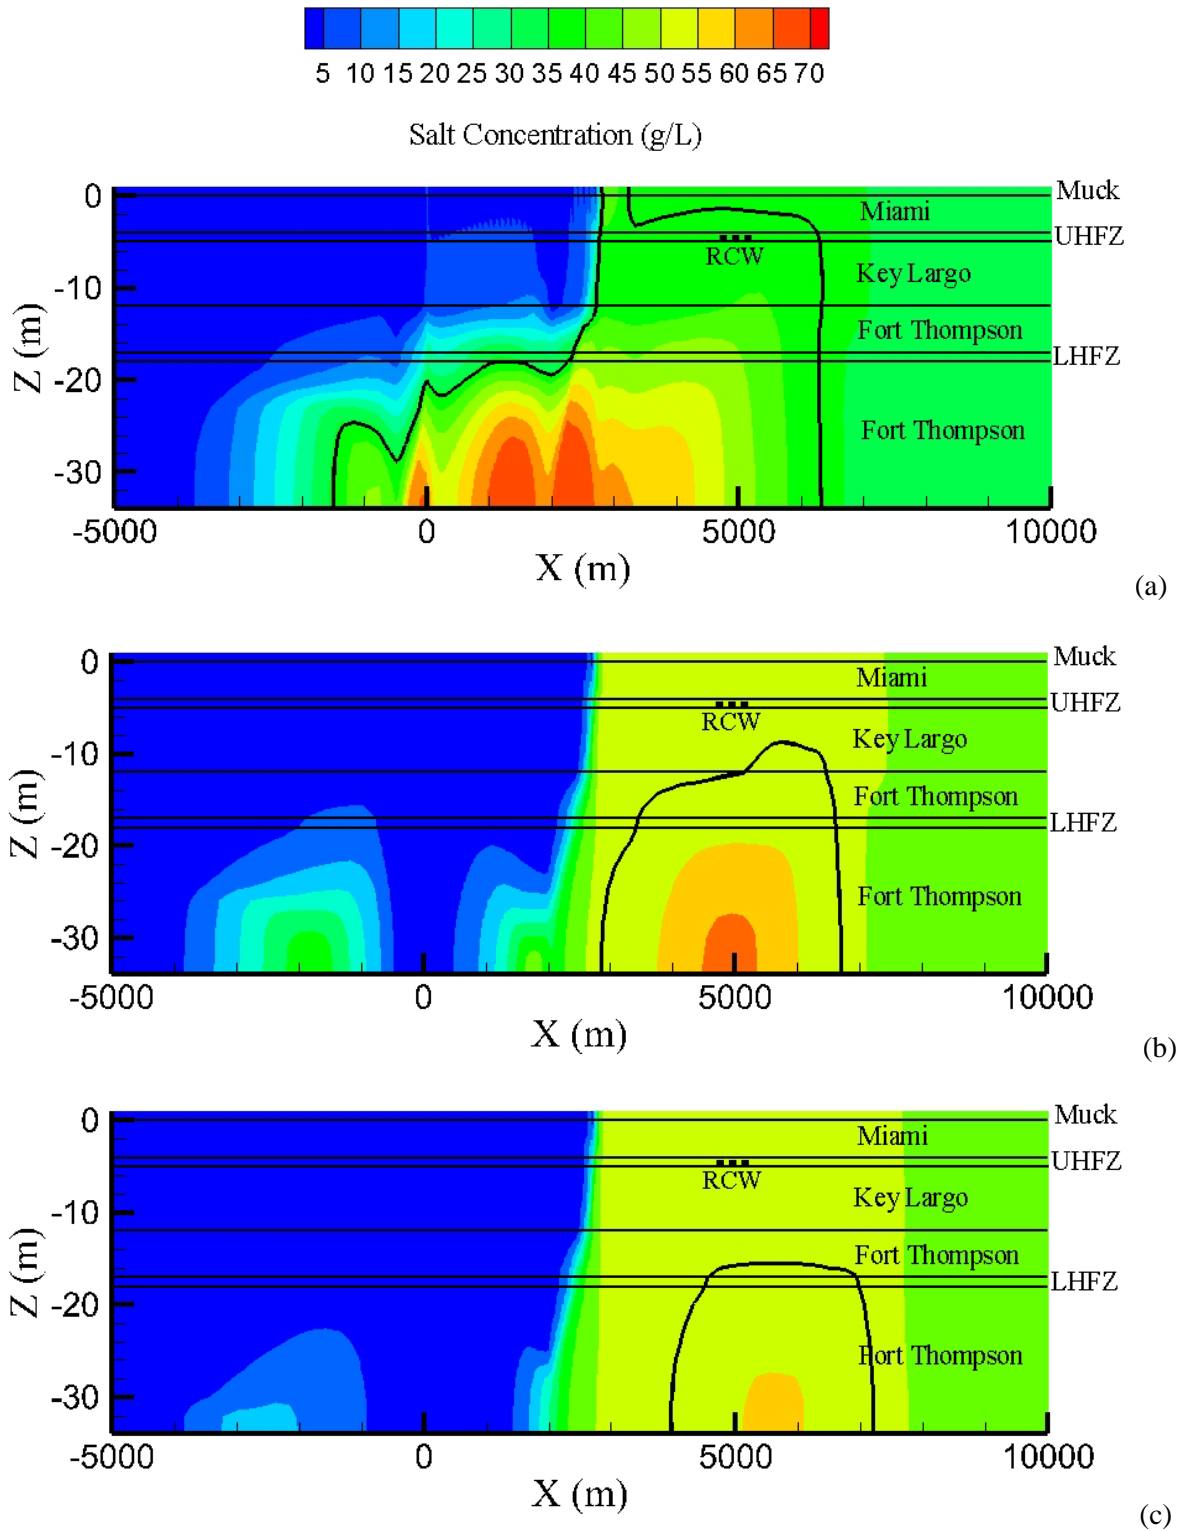 5 10 15 20 25 30 35 40 45 50 55 60 65 70
Salt Concentration (g/L)
0
Muck
Miami
UHFZ
RCW
Key Largo
-10
Fort Thompson
LHFZ
-20
Fort Thompson
-30
Z (m)
-5000 0 5000 10000
X (m)
(a)
0
Muck
Miami
UHFZ
RCW
Key Largo
-10
Fort Thompson
LHFZ
-20
Fort Thompson
-30
Z (m)
-5000 0 5000 10000
X (m)
(b)
0
Muck
Miami
UHFZ
RCW
Key Largo
-10
Fort Thompson
LHFZ
-20
Fort Thompson
-30
Z (m)
-5000 0 5000 10000
X (m)
(c)